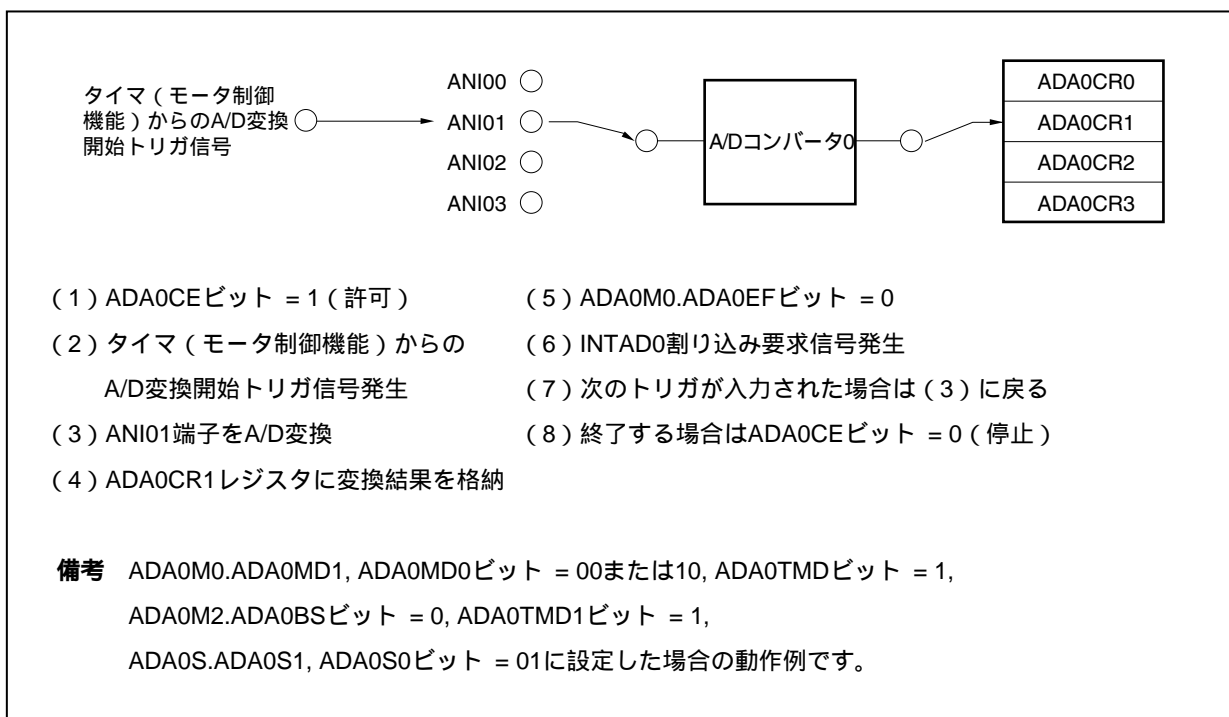 タイマ（モータ制御
機能）からのA/D変換
開始トリガ信号
ANI00
ANI01
ANI02
ANI03
A/Dコンバータ0
ADA0CR0
ADA0CR1
ADA0CR2
ADA0CR3
（1）ADA0CEビット = 1（許可）
（2）タイマ（モータ制御機能）からの
A/D変換開始トリガ信号発生
（3）ANI01端子をA/D変換
（4）ADA0CR1レジスタに変換結果を格納
（5）ADA0M0.ADA0EFビット = 0
（6）INTAD0割り込み要求信号発生
（7）次のトリガが入力された場合は（3）に戻る
（8）終了する場合はADA0CEビット = 0（停止）
備考 ADA0M0.ADA0MD1, ADA0MD0ビット = 00または10, ADA0TMDビット = 1,
ADA0M2.ADA0BSビット = 0, ADA0TMD1ビット = 1,
ADA0S.ADA0S1, ADA0S0ビット = 01に設定した場合の動作例です。